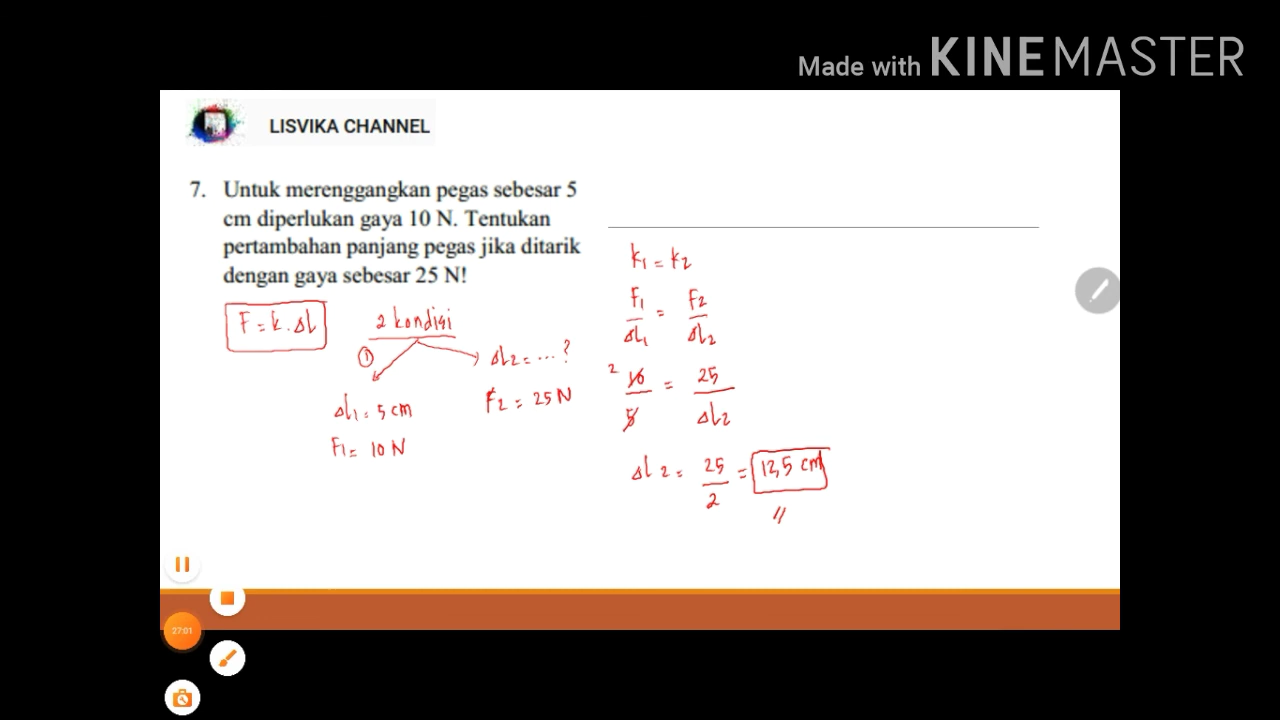 Made with KINEMASTER
LISVIKA CHANNEL
7. Untuk merenggangkan pegas sebesar 5
cm diperlukan gaya 10 N. Tentukan
pertambahan panjang pegas jika ditarik
dengan gaya sebesar 25 N!
F = k . ΔL
2 kondisi
①
ΔL2 = ... ?
F2 = 25 N
ΔL1 = 5 cm
F1 = 10 N
k1 = k2
F1 / ΔL1 = F2 / ΔL2
2 10 / 5 = 25 / ΔL2
ΔL2 = 25 / 2 = 12,5 cm
27:01